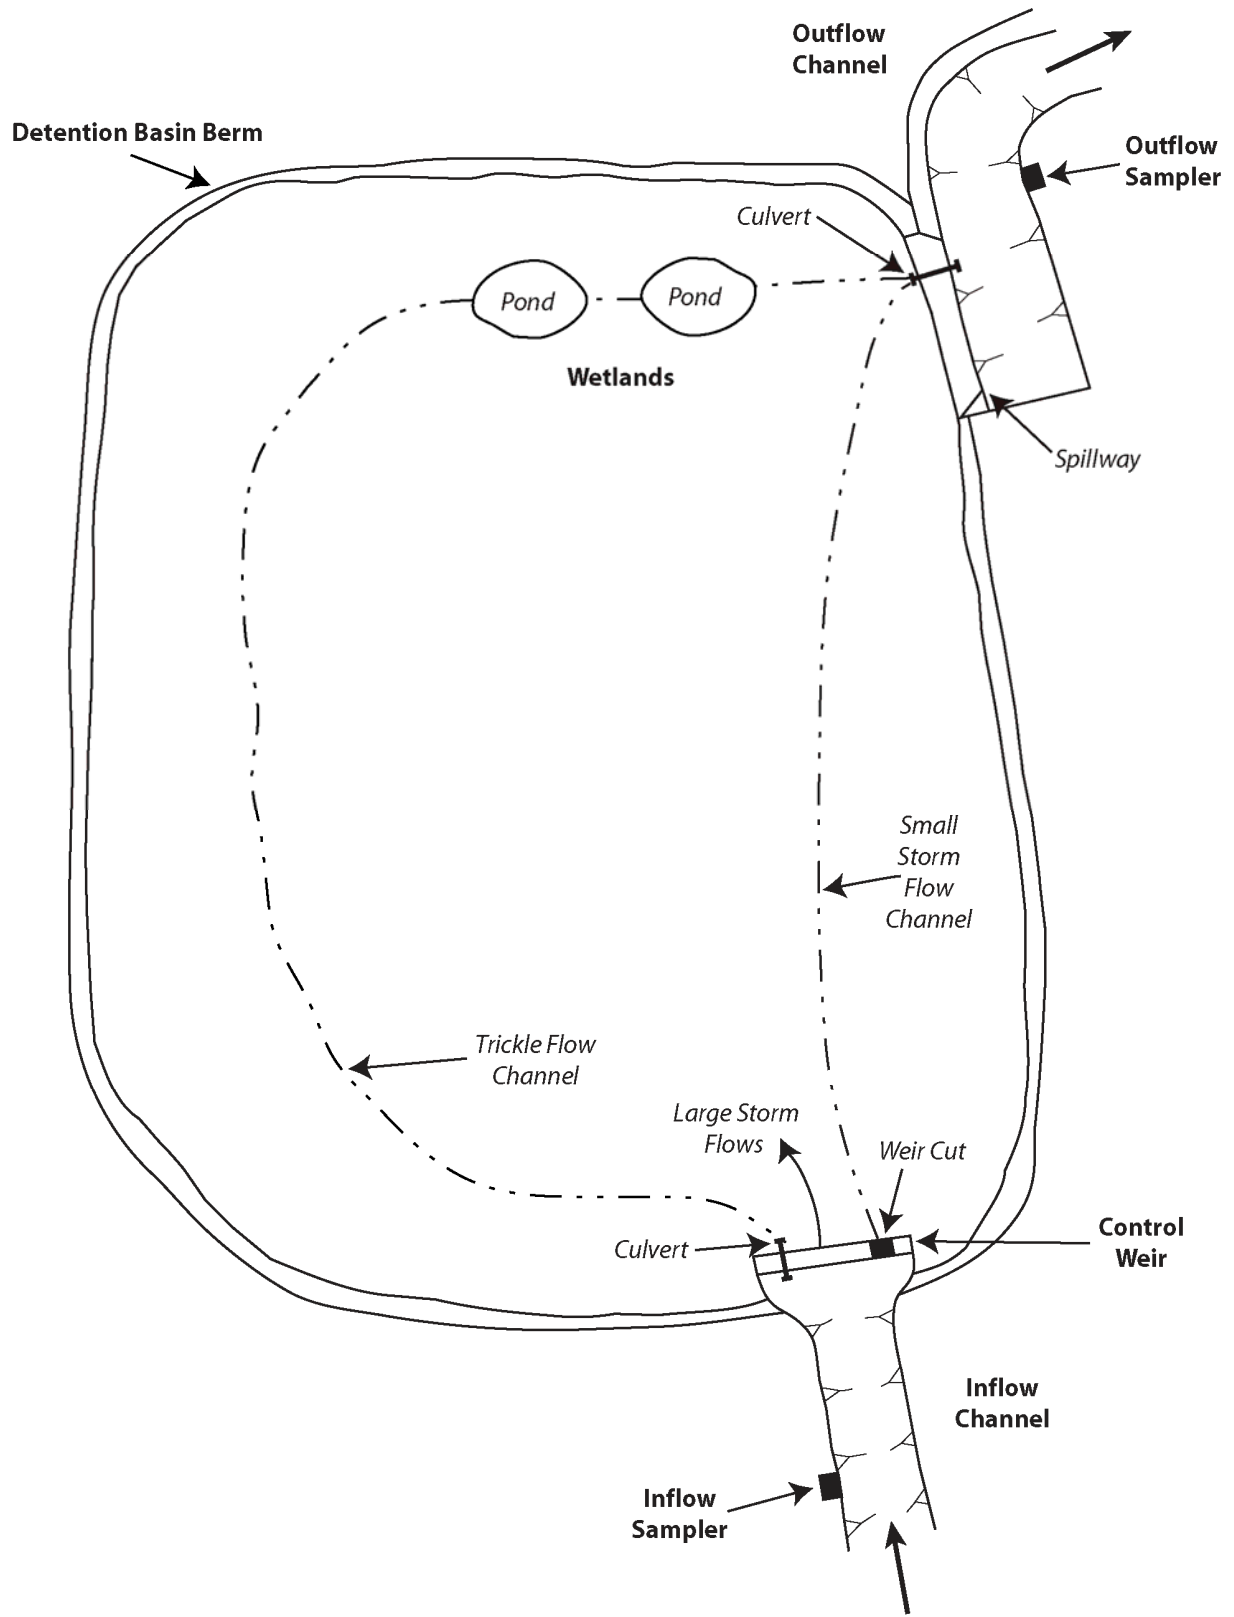 Outflow
Channel
Detention Basin Berm
Outflow
Sampler
Culvert
Pond
Pond
Wetlands
Spillway
Small
Storm
Flow
Channel
Trickle Flow
Channel
Large Storm
Flows
Weir Cut
Control
Weir
Culvert
Inflow
Channel
Inflow
Sampler